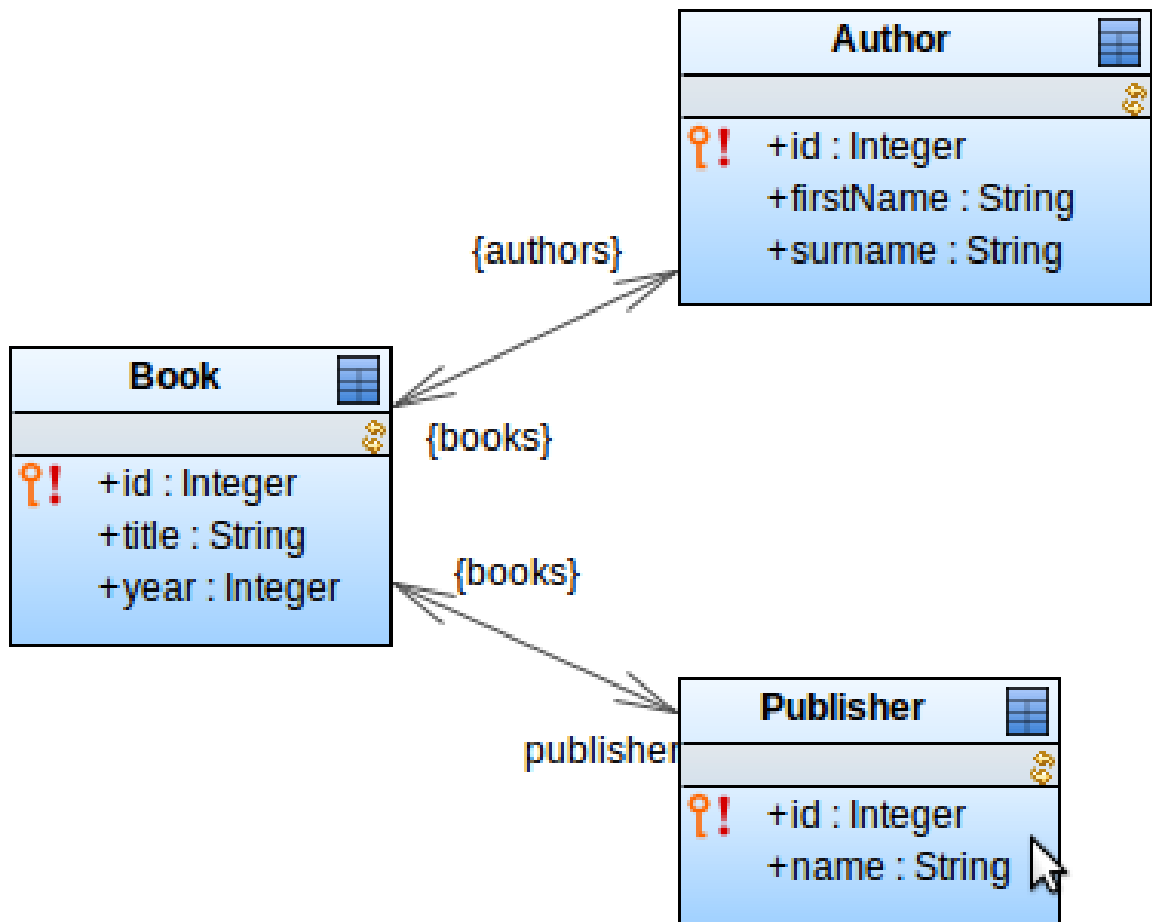 Author
+id : Integer
+firstName : String
+surname : String
{authors}
Book
{books}
+id : Integer
+title : String
+year : Integer
{books}
Publisher
publisher
+id : Integer
+name : String